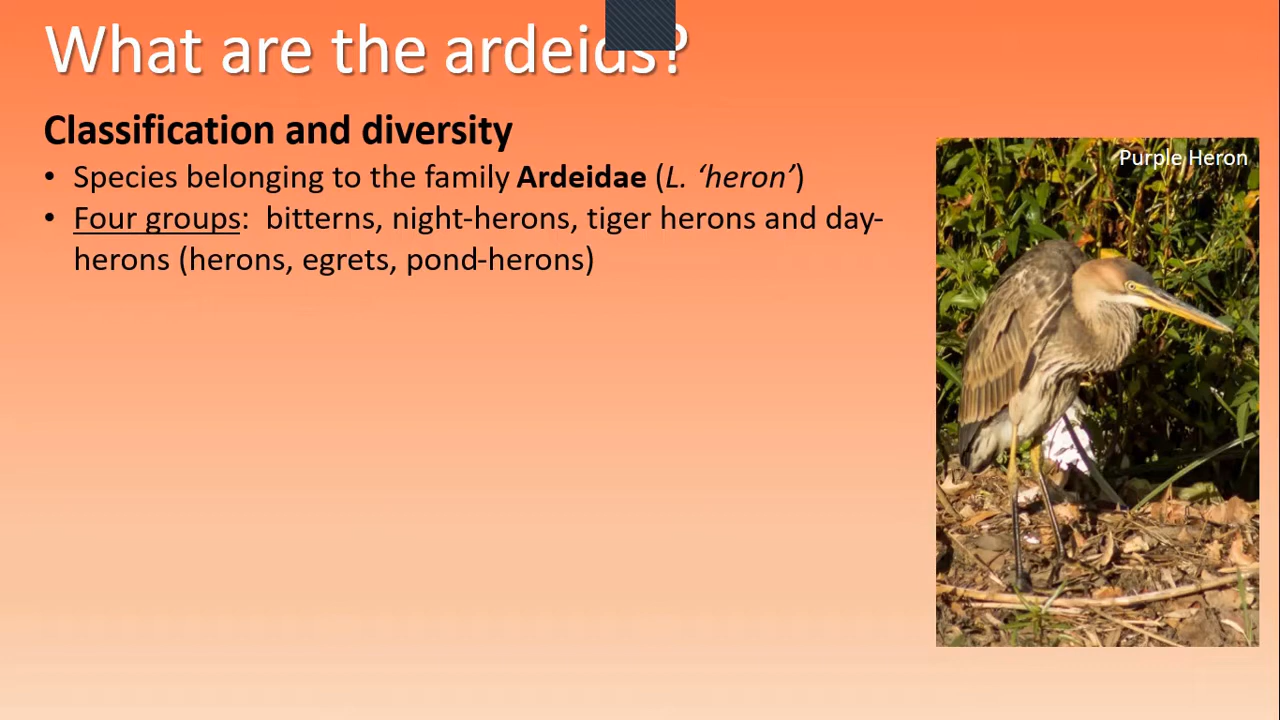 What are the ardeids?
Classification and diversity
• Species belonging to the family Ardeidae (L. ‘heron’)
• Four groups:  bitterns, night-herons, tiger herons and day-
herons (herons, egrets, pond-herons)
Purple Heron